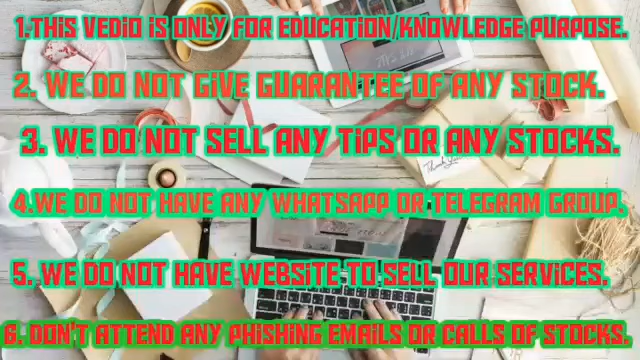 1.THIS VEDIO IS ONLY FOR EDUCATION/KNOWLEDGE PURPOSE.
2. WE DO NOT GIVE GUARANTEE OF ANY STOCK.
3. WE DO NOT SELL ANY TIPS OR ANY STOCKS.
4.WE DO NOT HAVE ANY WHATSAPP OR TELEGRAM GROUP.
5. WE DO NOT HAVE WEBSITE TO SELL OUR SERVICES.
6. DON'T ATTEND ANY PHISHING EMAILS OR CALLS OF STOCKS.